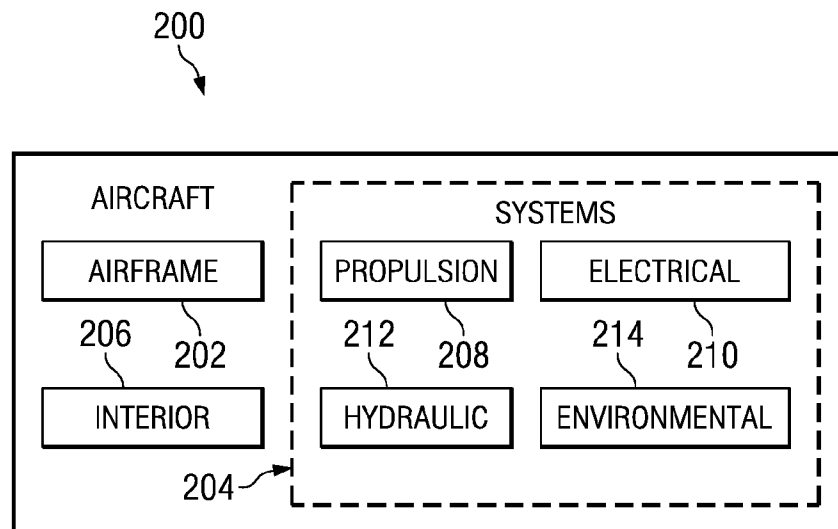 200
AIRCRAFT
SYSTEMS
AIRFRAME
PROPULSION
ELECTRICAL
206
202
212
208
214
210
INTERIOR
HYDRAULIC
ENVIRONMENTAL
204